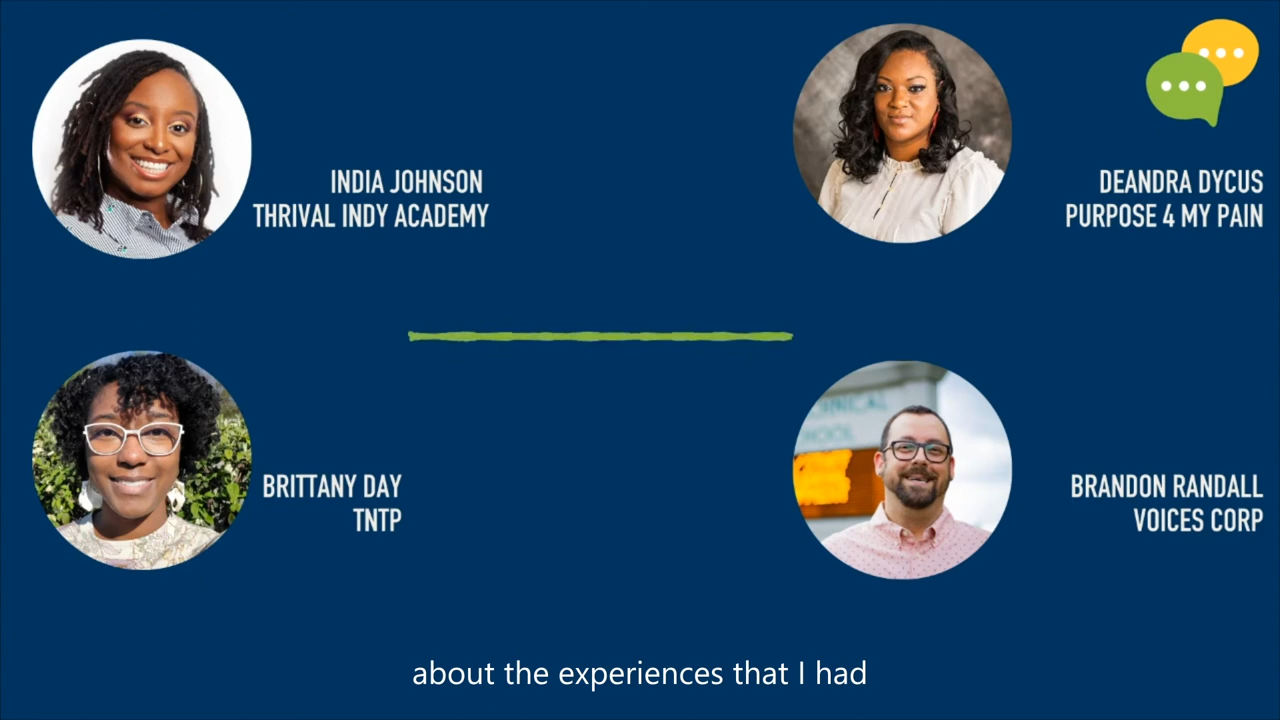 INDIA JOHNSON
THRIVAL INDY ACADEMY
DEANDRA DYCUS
PURPOSE 4 MY PAIN
BRITTANY DAY
TNTP
BRANDON RANDALL
VOICES CORP
about the experiences that I had